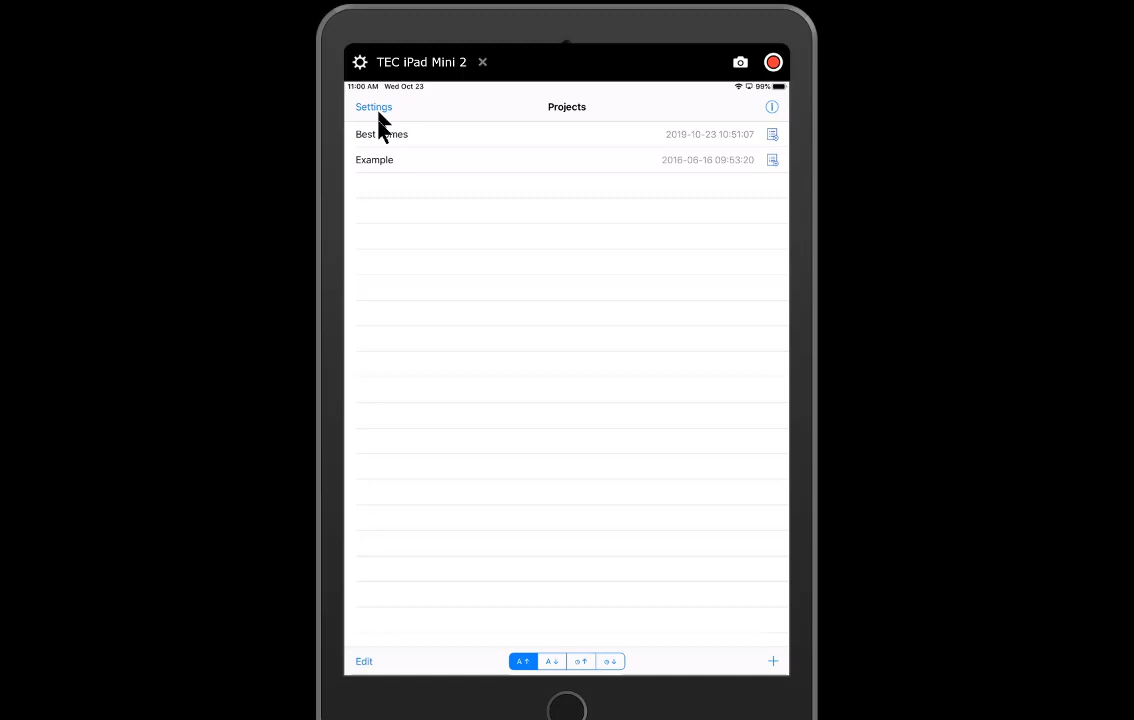 TEC iPad Mini 2
11:00 AM Wed Oct 23 99%
Settings Projects
2019-10-23 10:51:07
Best
Example 2016-06-16 09:53:20
Edit A↑ A↓ ↑ ↓ +